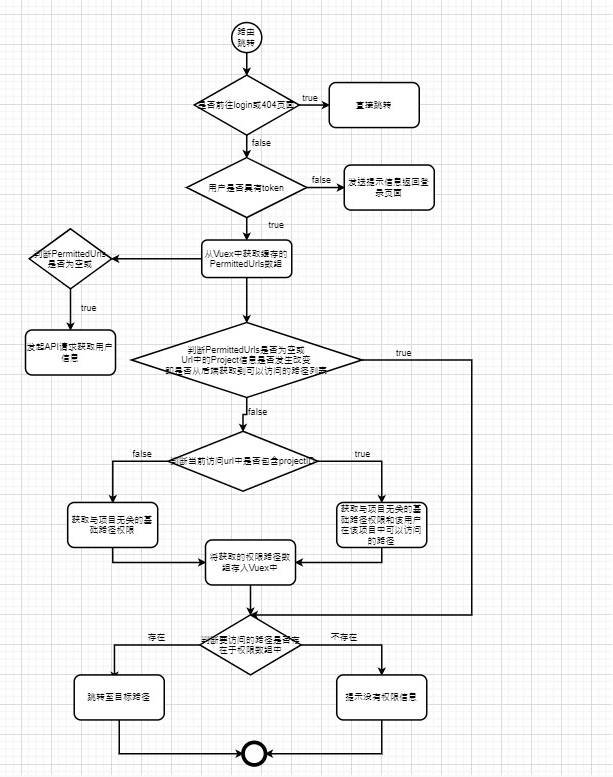 路由
跳转
是否前往login或404页面
true
直接跳转
false
用户是否具有token
false
发送提示信息返回登
录页面
true
从Vuex中获取缓存的
PermittedUrls数组
判断PermittedUrls
是否为空或
true
发起API请求获取用户
信息
判断PermittedUrls是否为空或
Url中的Project信息是否发生改变
即是否从后端获取到可以访问的路径列表
true
false
判断当前访问url中是否包含projectID
false
true
获取与项目无关的基
础路径权限
获取与项目无关的基
础路径权限和该用户
在该项目中可以访问
的路径
将获取的权限路径数
组存入Vuex中
判断要访问的路径是否存
在于权限数组中
存在
不存在
跳转至目标路径
提示没有权限信息